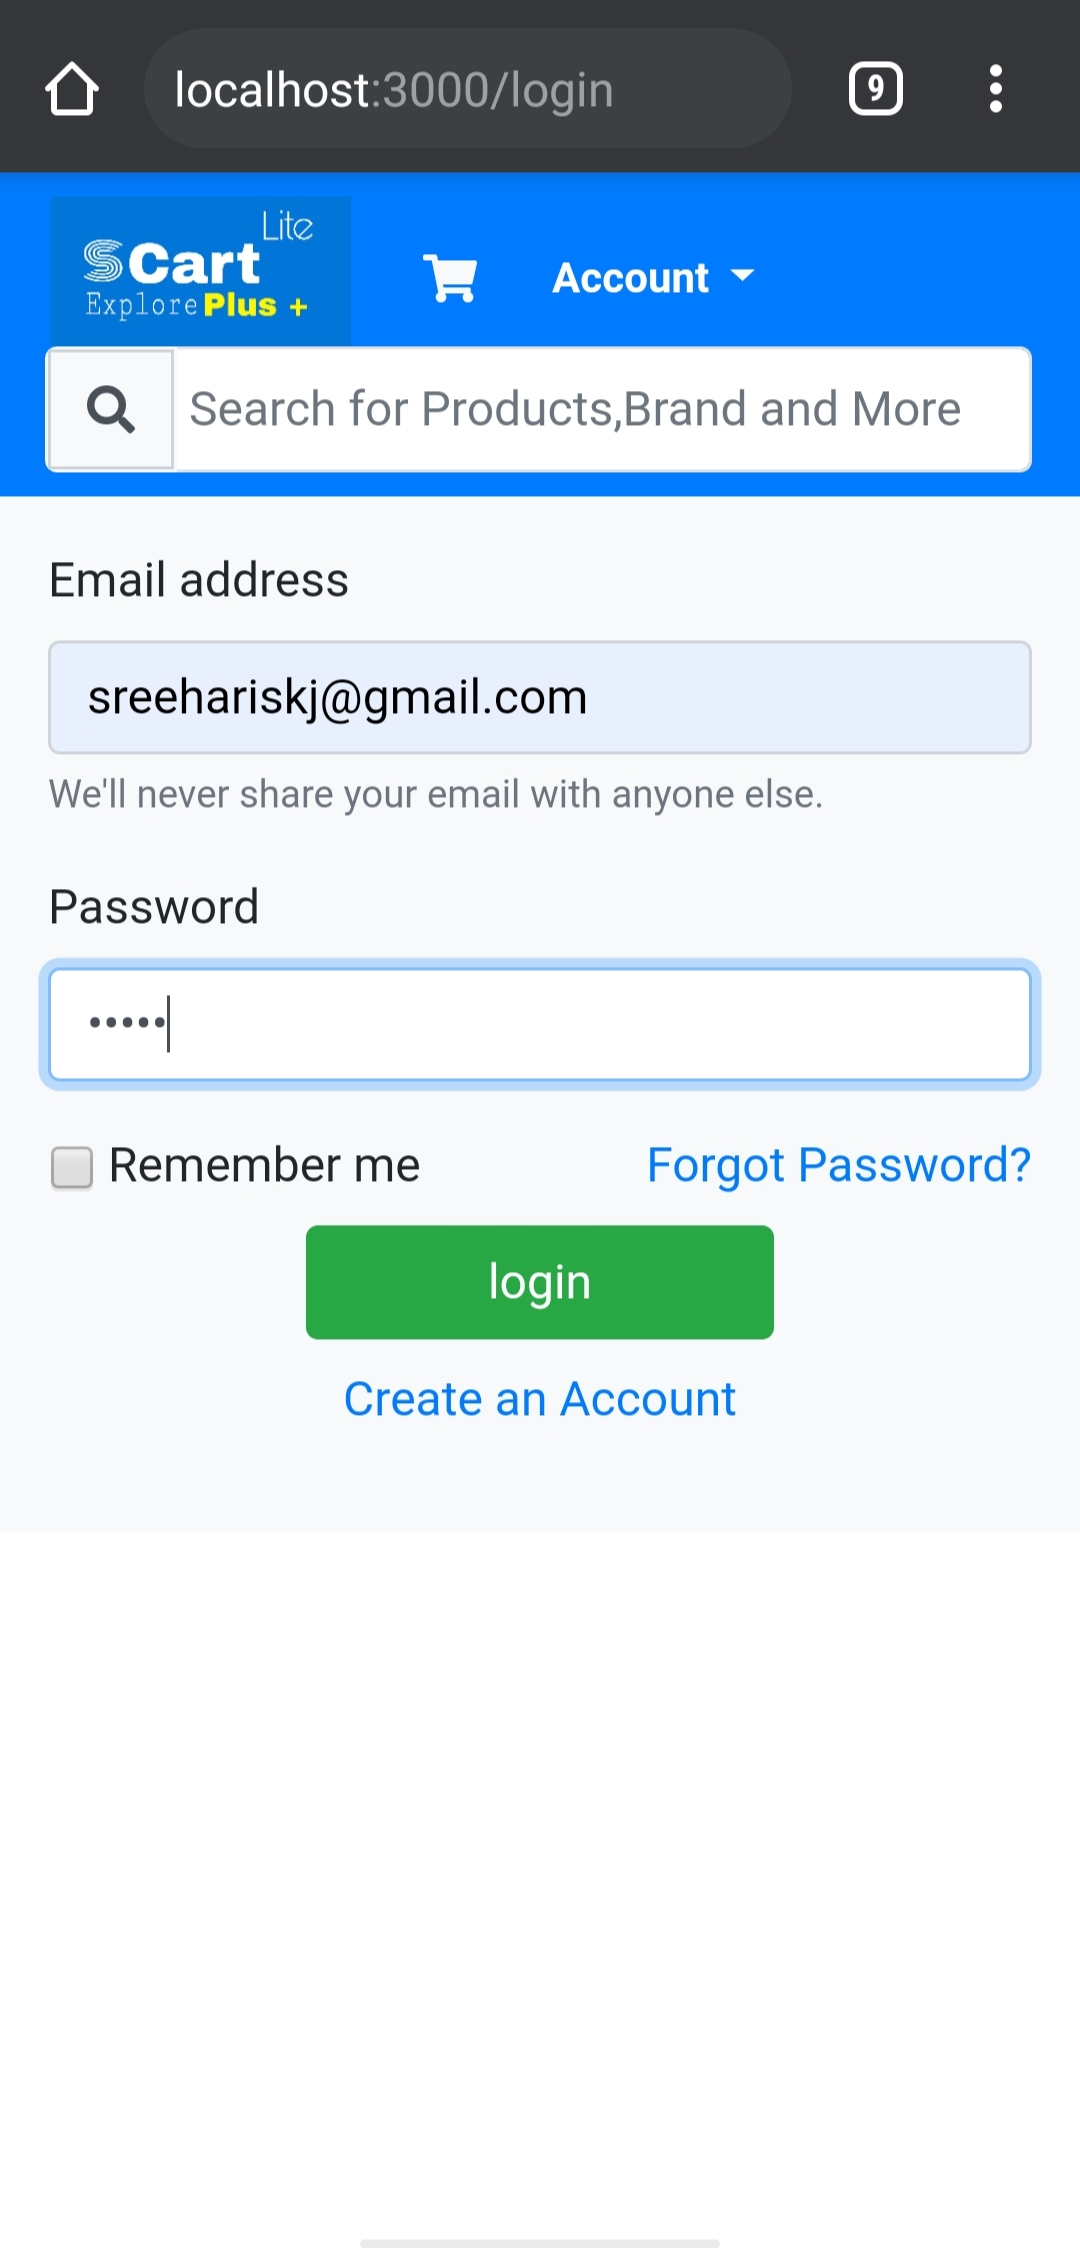 localhost:3000/login
9
Lite
SCart
Explore Plus +
Account
Search for Products,Brand and More
Email address
sreehariskj@gmail.com
We'll never share your email with anyone else.
Password
•••••
Remember me
Forgot Password?
login
Create an Account